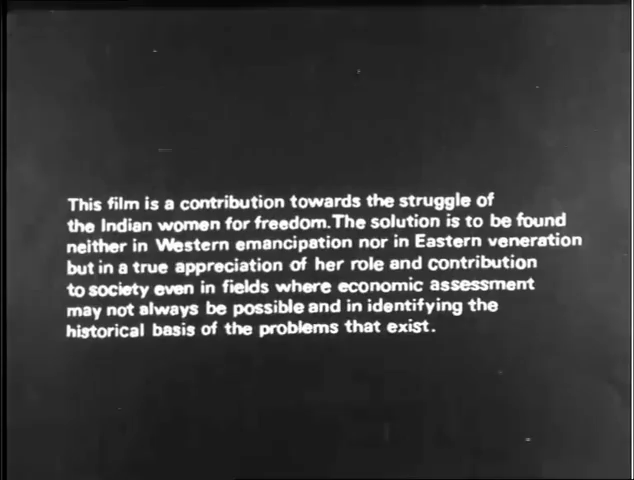 This film is a contribution towards the struggle of
the Indian women for freedom.The solution is to be found
neither in Western emancipation nor in Eastern veneration
but in a true appreciation of her role and contribution
to society even in fields where economic assessment
may not always be possible and in identifying the
historical basis of the problems that exist.